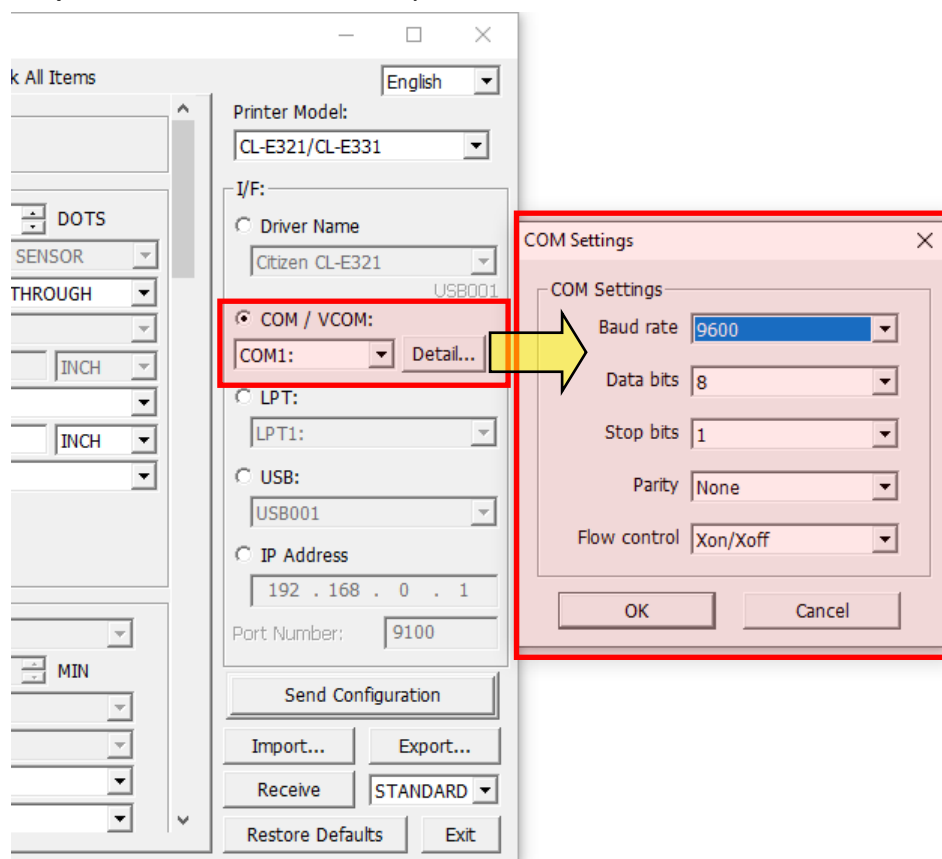 k All Items
English
Printer Model:
CL-E321/CL-E331
I/F:
DOTS
Driver Name
SENSOR
Citizen CL-E321
THROUGH
USB001
COM / VCOM:
COM1:
Detail...
INCH
LPT:
LPT1:
INCH
USB:
USB001
IP Address
192 . 168 . 0 . 1
Port Number:
9100
MIN
Send Configuration
Import...
Export...
Receive
STANDARD
Restore Defaults
Exit
COM Settings
COM Settings
Baud rate
9600
Data bits
8
Stop bits
1
Parity
None
Flow control
Xon/Xoff
OK
Cancel